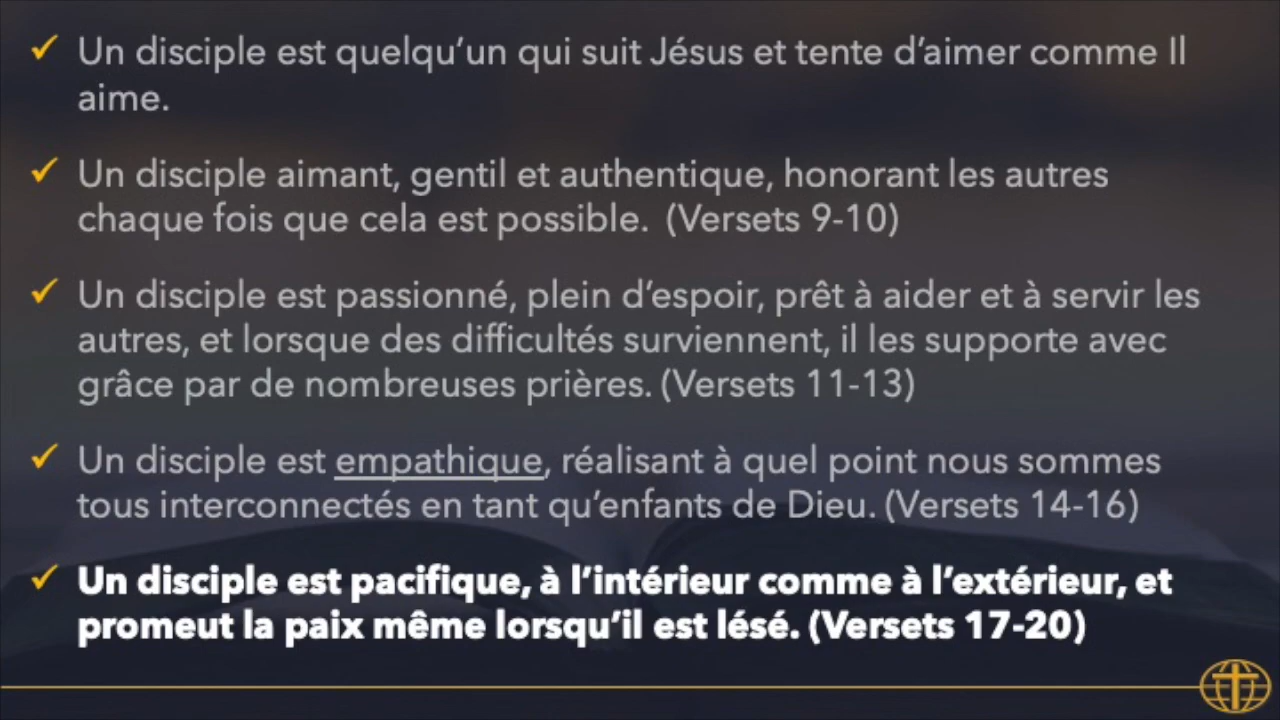 ✓ Un disciple est quelqu’un qui suit Jésus et tente d’aimer comme Il
aime.
✓ Un disciple aimant, gentil et authentique, honorant les autres
chaque fois que cela est possible.  (Versets 9-10)
✓ Un disciple est passionné, plein d’espoir, prêt à aider et à servir les
autres, et lorsque des difficultés surviennent, il les supporte avec
grâce par de nombreuses prières. (Versets 11-13)
✓ Un disciple est empathique, réalisant à quel point nous sommes
tous interconnectés en tant qu’enfants de Dieu. (Versets 14-16)
✓ Un disciple est pacifique, à l’intérieur comme à l’extérieur, et
promeut la paix même lorsqu’il est lésé. (Versets 17-20)